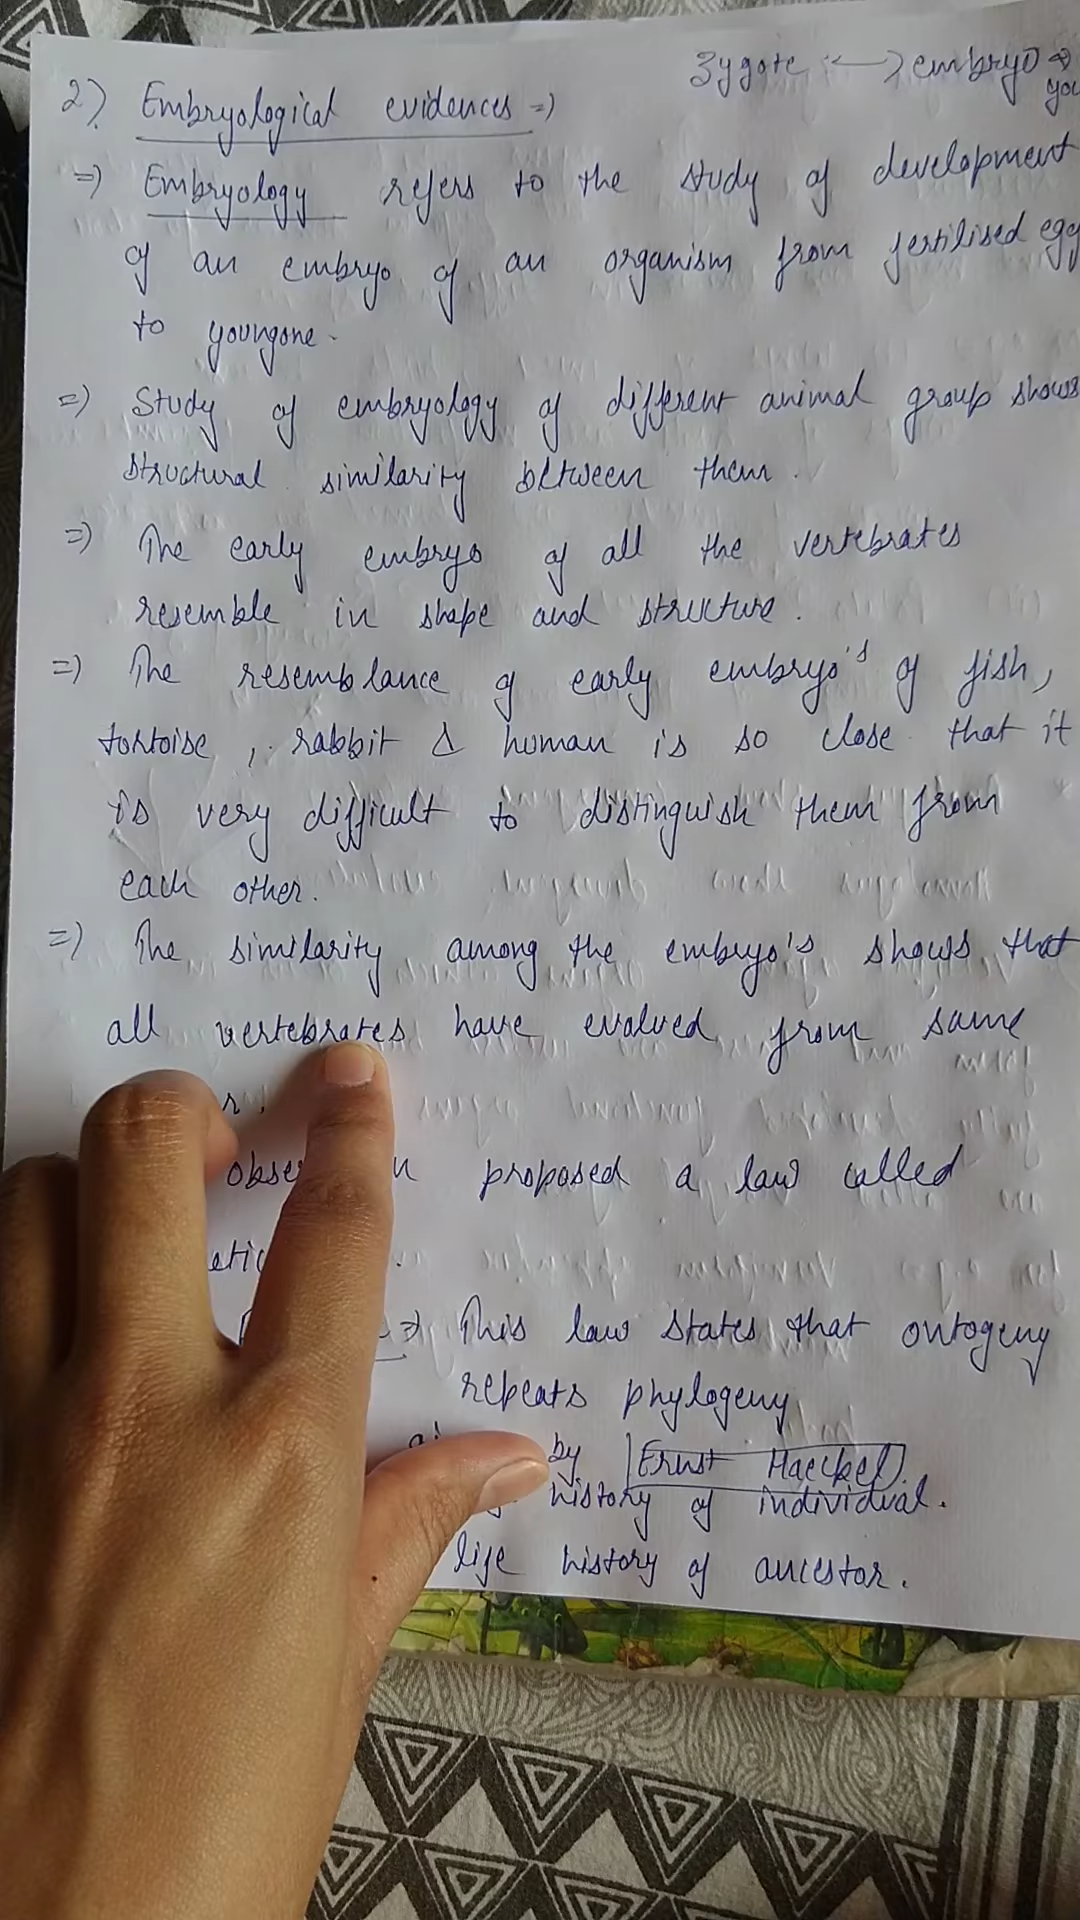 Zygote <-> embryo =>
2). Embryological evidences =>
=> Embryology refers to the study of development
of an embryo of an organism from fertilised egg
to youngone.
=> Study of embryology of different animal group shows
structural similarity between them.
=> The early embryo of all the vertebrates
resemble in shape and structure.
=> The resemblance of early embryo's of fish,
tortoise, rabbit & human is so close that it
is very difficult to distinguish them from
each other.
=> The similarity among the embryo's shows that
all vertebrates have evolved from same
proposed a law called
=> This law states that ontogeny
repeats phylogeny
by Ernst Haeckel.
history of individual.
life history of ancestor.